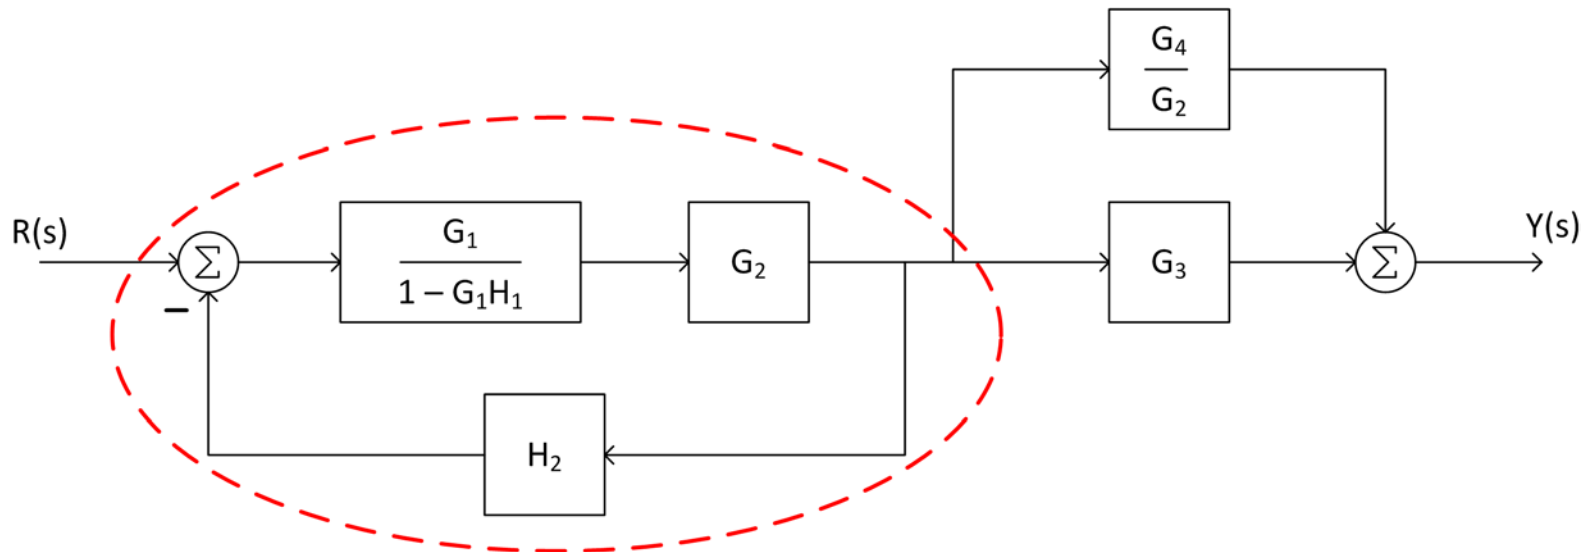 G₄
G₂
R(s)
Σ
G₁
1 – G₁H₁
G₂
G₃
Σ
Y(s)
–
H₂